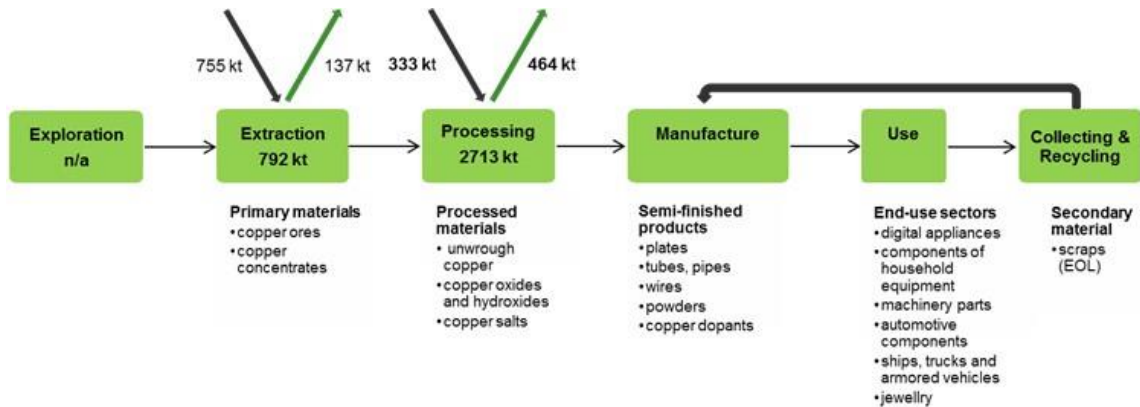 755 kt
137 kt
333 kt
464 kt
Exploration
n/a
Extraction
792 kt
Processing
2713 kt
Manufacture
Use
Collecting &
Recycling
Primary materials
•copper ores
•copper
concentrates
Processed
materials
• unwrough
copper
•copper oxides
and hydroxides
•copper salts
Semi-finished
products
•plates
•tubes, pipes
•wires
•powders
•copper dopants
End-use sectors
•digital appliances
•components of
household
equipment
•machinery parts
•automotive
components
•ships, trucks and
armored vehicles
•jewellry
Secondary
material
•scraps
(EOL)